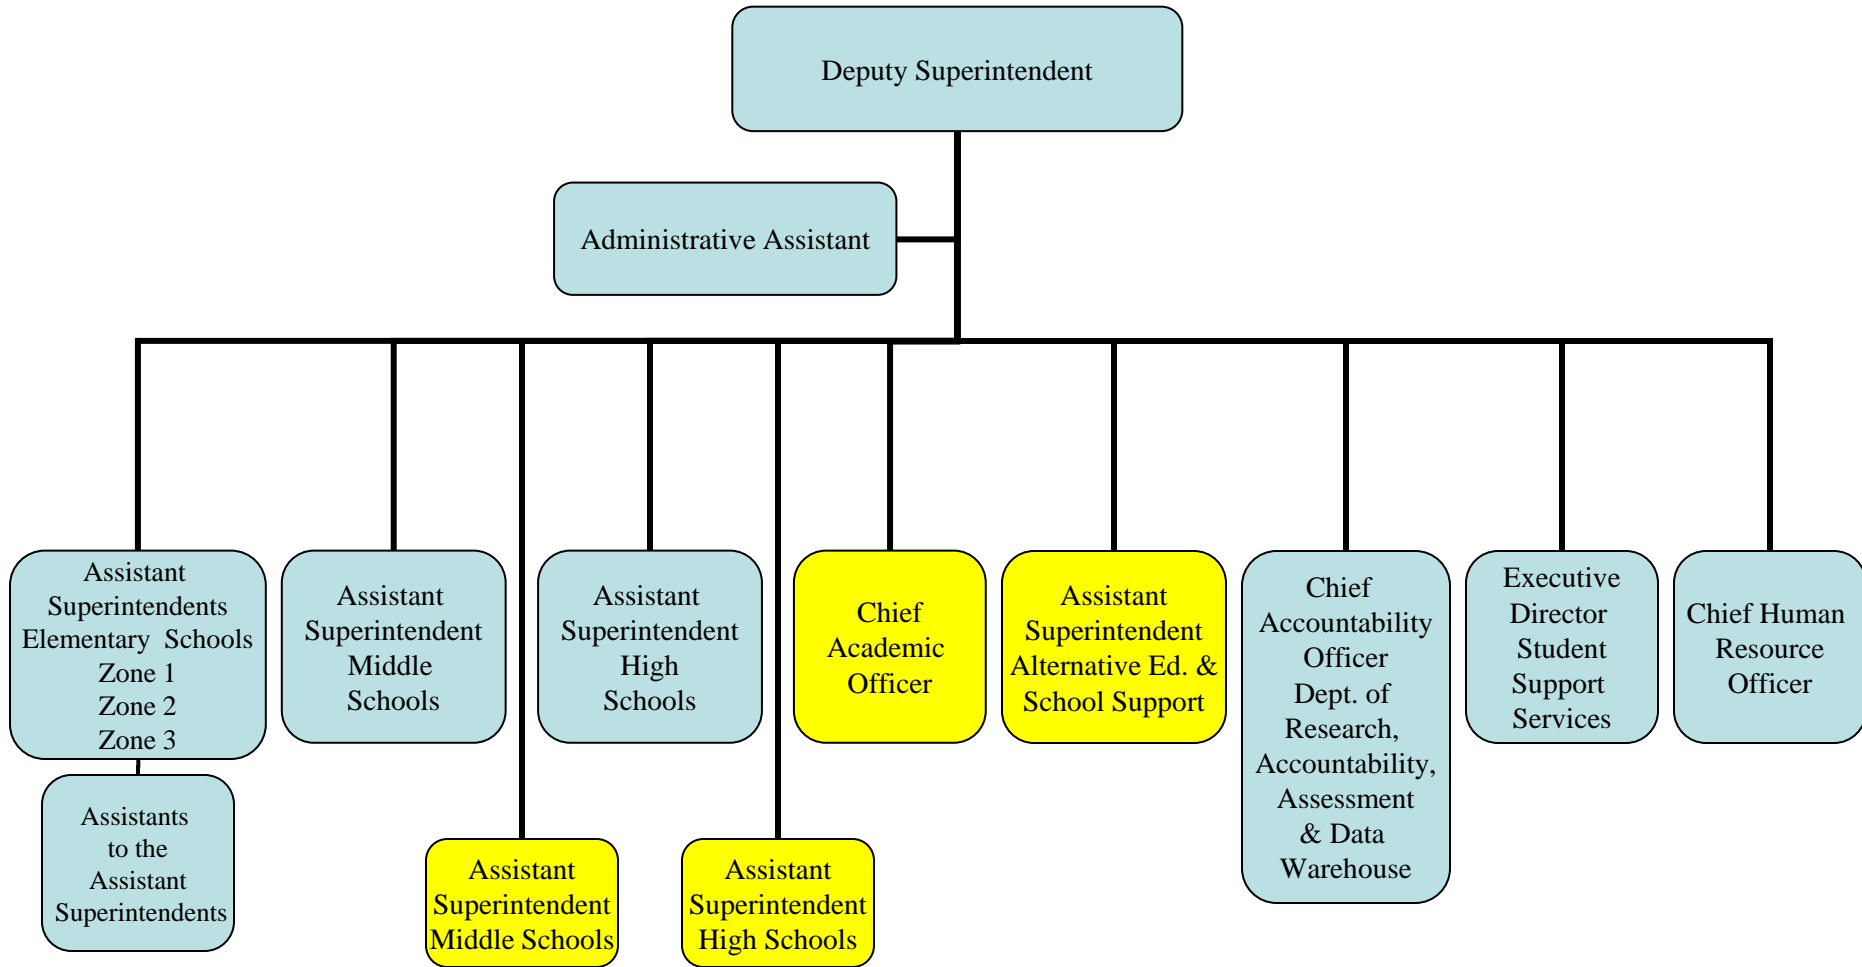 Deputy Superintendent
Administrative Assistant
Assistant
Superintendents
Elementary Schools
Zone 1
Zone 2
Zone 3
Assistant
Superintendent
Middle
Schools
Assistant
Superintendent
High
Schools
Chief
Academic
Officer
Assistant
Superintendent
Alternative Ed. &
School Support
Chief
Accountability
Officer
Dept. of
Research,
Accountability,
Assessment
& Data
Warehouse
Executive
Director
Student
Support
Services
Chief Human
Resource
Officer
Assistants
to the
Assistant
Superintendents
Assistant
Superintendent
Middle Schools
Assistant
Superintendent
High Schools